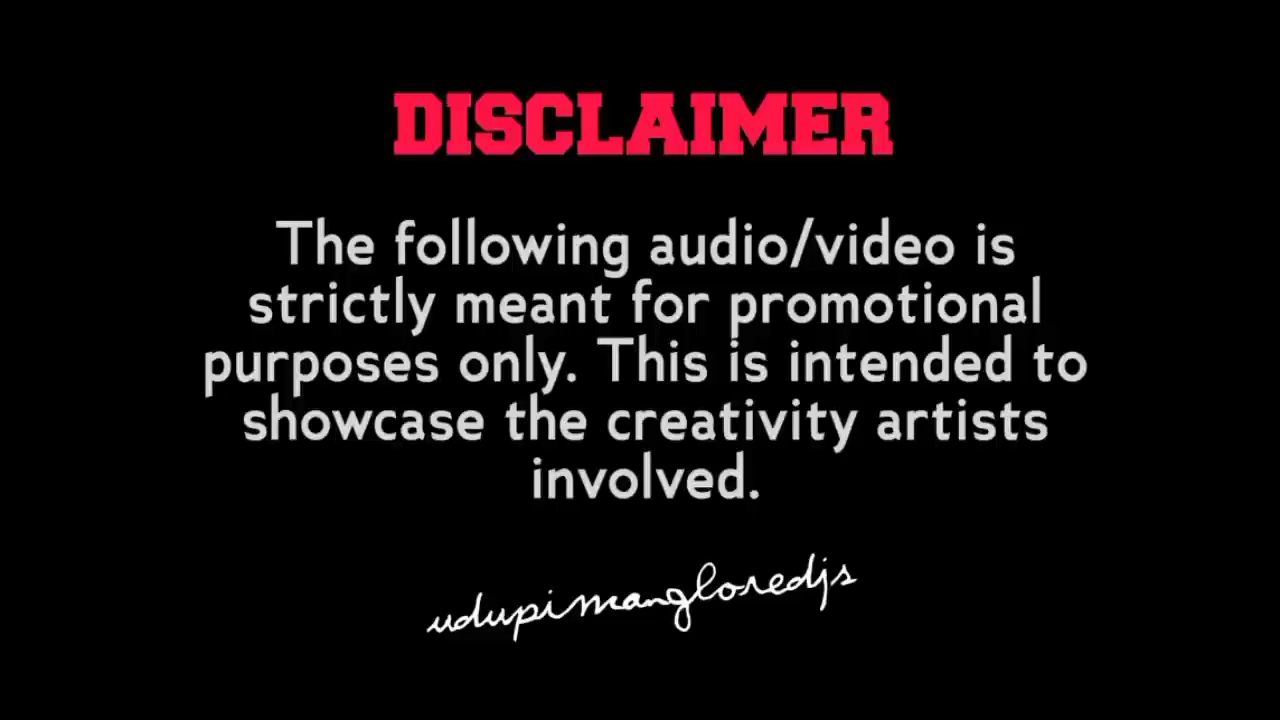 DISCLAIMER
The following audio/video is
strictly meant for promotional
purposes only. This is intended to
showcase the creativity artists
involved.
udupimangloredjs